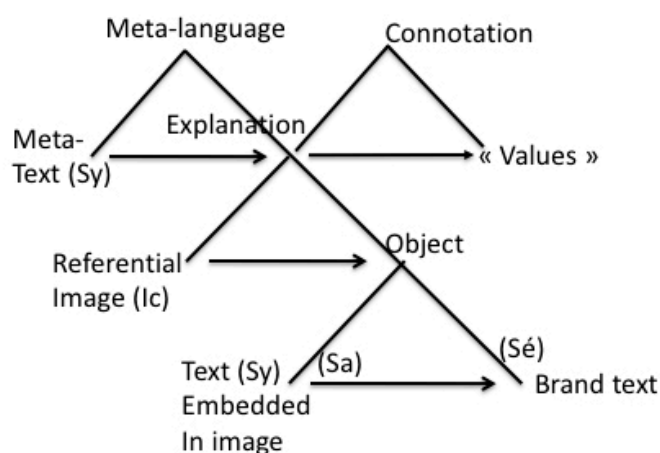 Meta-language
Connotation
Explanation
Meta-
Text (Sy)
« Values »
Object
Referential
Image (Ic)
(Sé)
(Sa)
Text (Sy)
Embedded
In image
Brand text